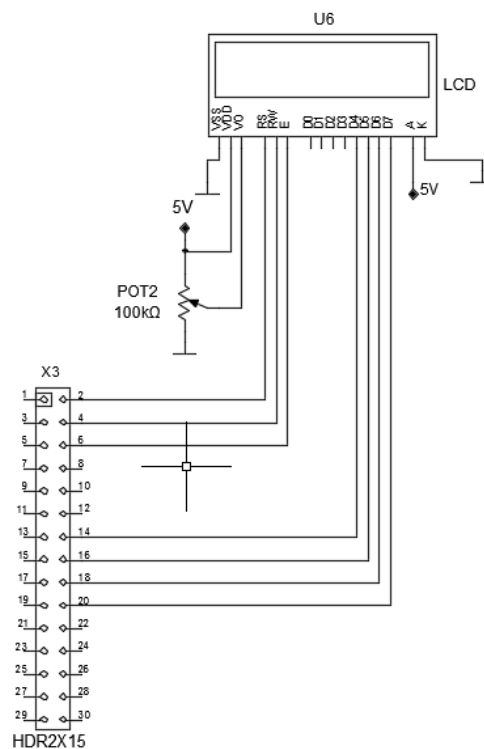 U6
LCD
VSS VDD VO RS RW E D0 D1 D2 D3 D4 D5 D6 D7 A K
5V
5V
POT2
100kΩ
X3
1 2
3 4
5 6
7 8
9 10
11 12
13 14
15 16
17 18
19 20
21 22
23 24
25 26
27 28
29 30
HDR2X15